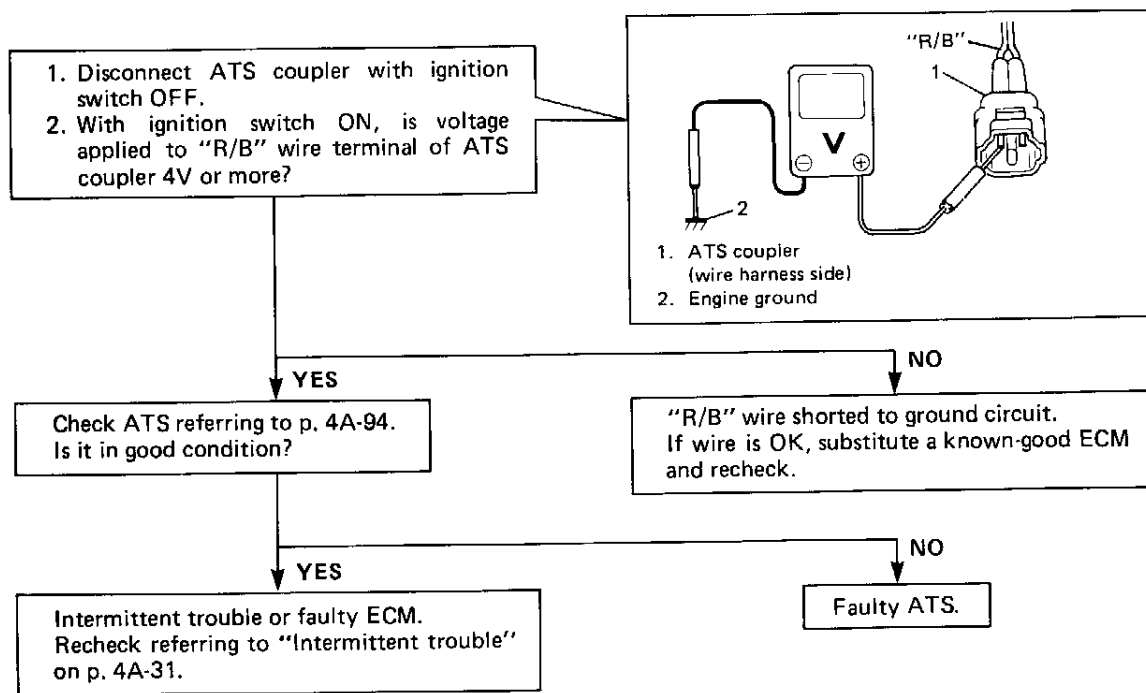 1. Disconnect ATS coupler with ignition
switch OFF.
2. With ignition switch ON, is voltage
applied to "R/B" wire terminal of ATS
coupler 4V or more?
"R/B"
1
V
⊖ ⊕
2
1. ATS coupler
(wire harness side)
2. Engine ground
YES
NO
Check ATS referring to p. 4A-94.
Is it in good condition?
"R/B" wire shorted to ground circuit.
If wire is OK, substitute a known-good ECM
and recheck.
YES
NO
Intermittent trouble or faulty ECM.
Recheck referring to "Intermittent trouble"
on p. 4A-31.
Faulty ATS.